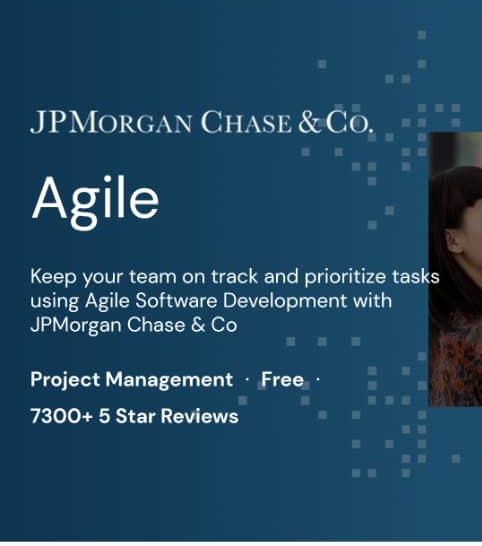 JPMORGAN CHASE & CO.
Agile
Keep your team on track and prioritize tasks
using Agile Software Development with
JPMorgan Chase & Co
Project Management · Free ·
7300+ 5 Star Reviews